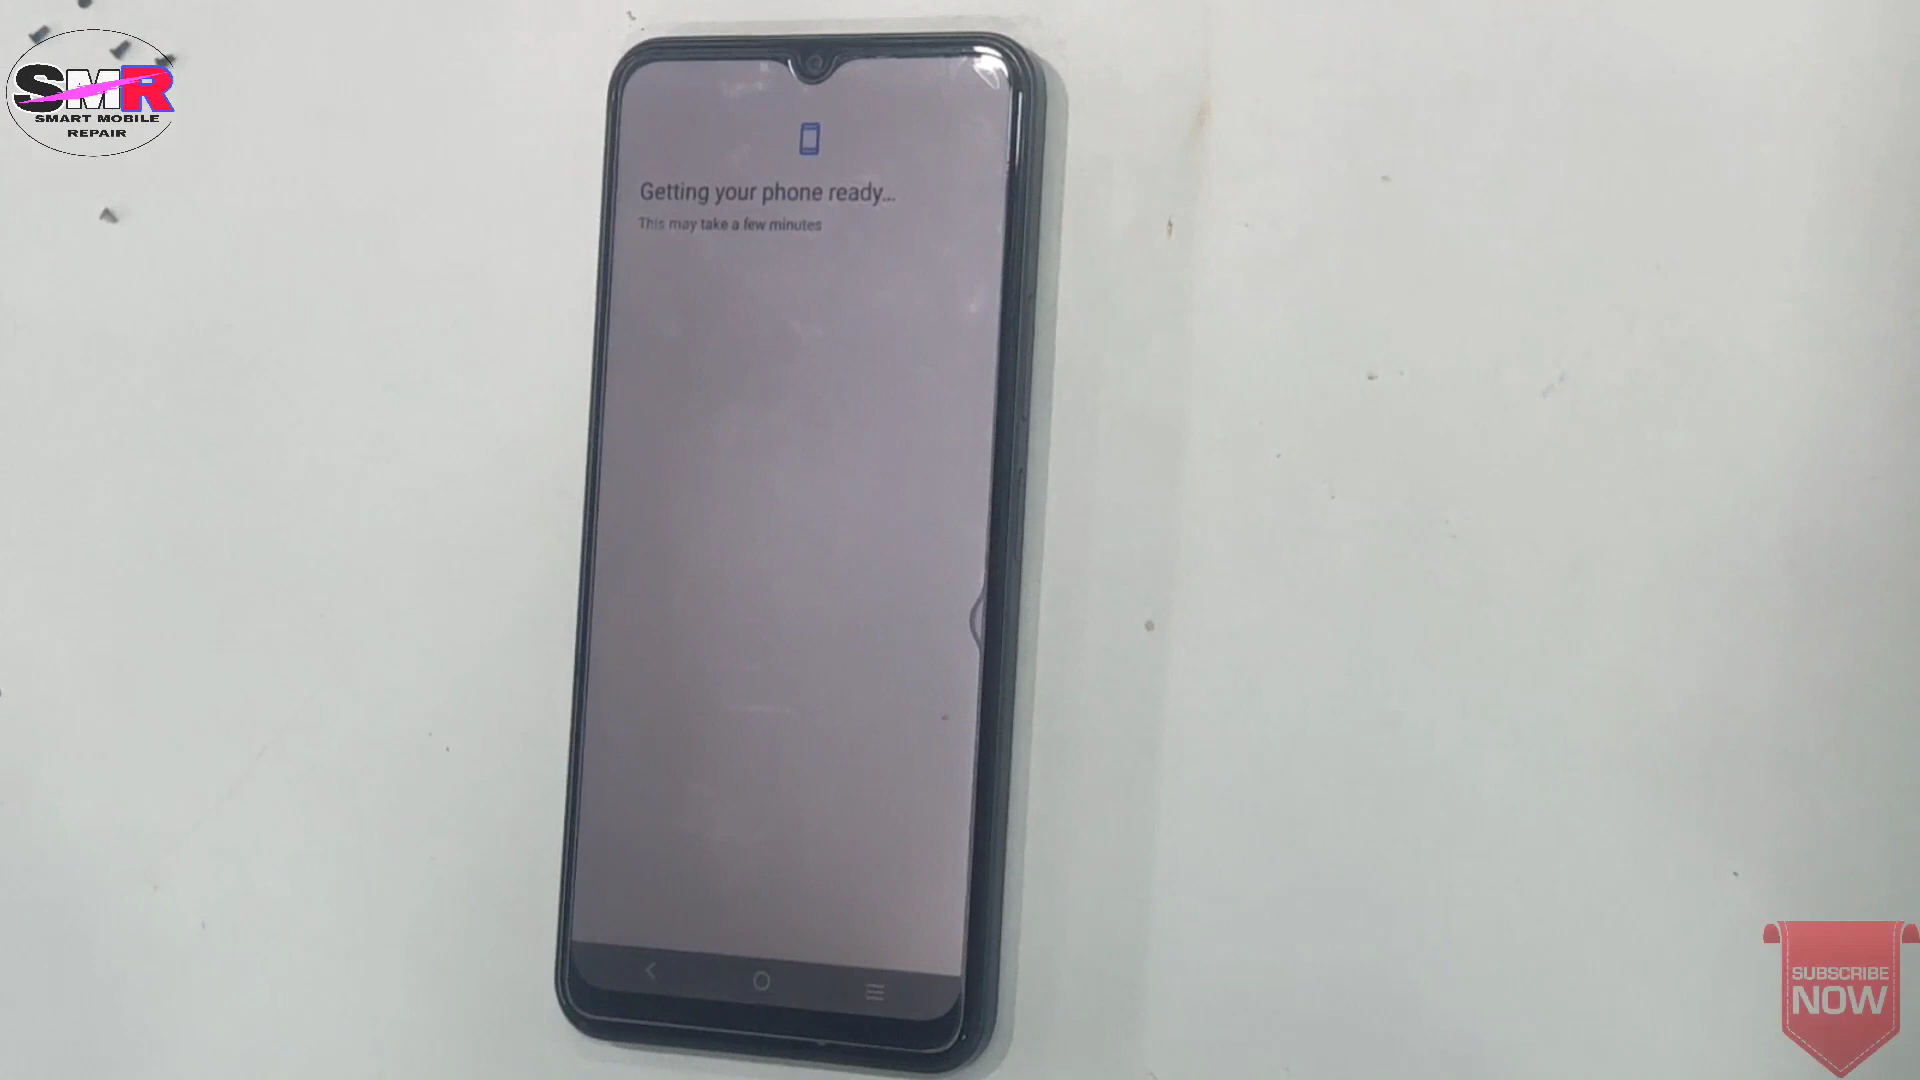 SMR
SMART MOBILE
REPAIR
Getting your phone ready...
This may take a few minutes
SUBSCRIBE
NOW